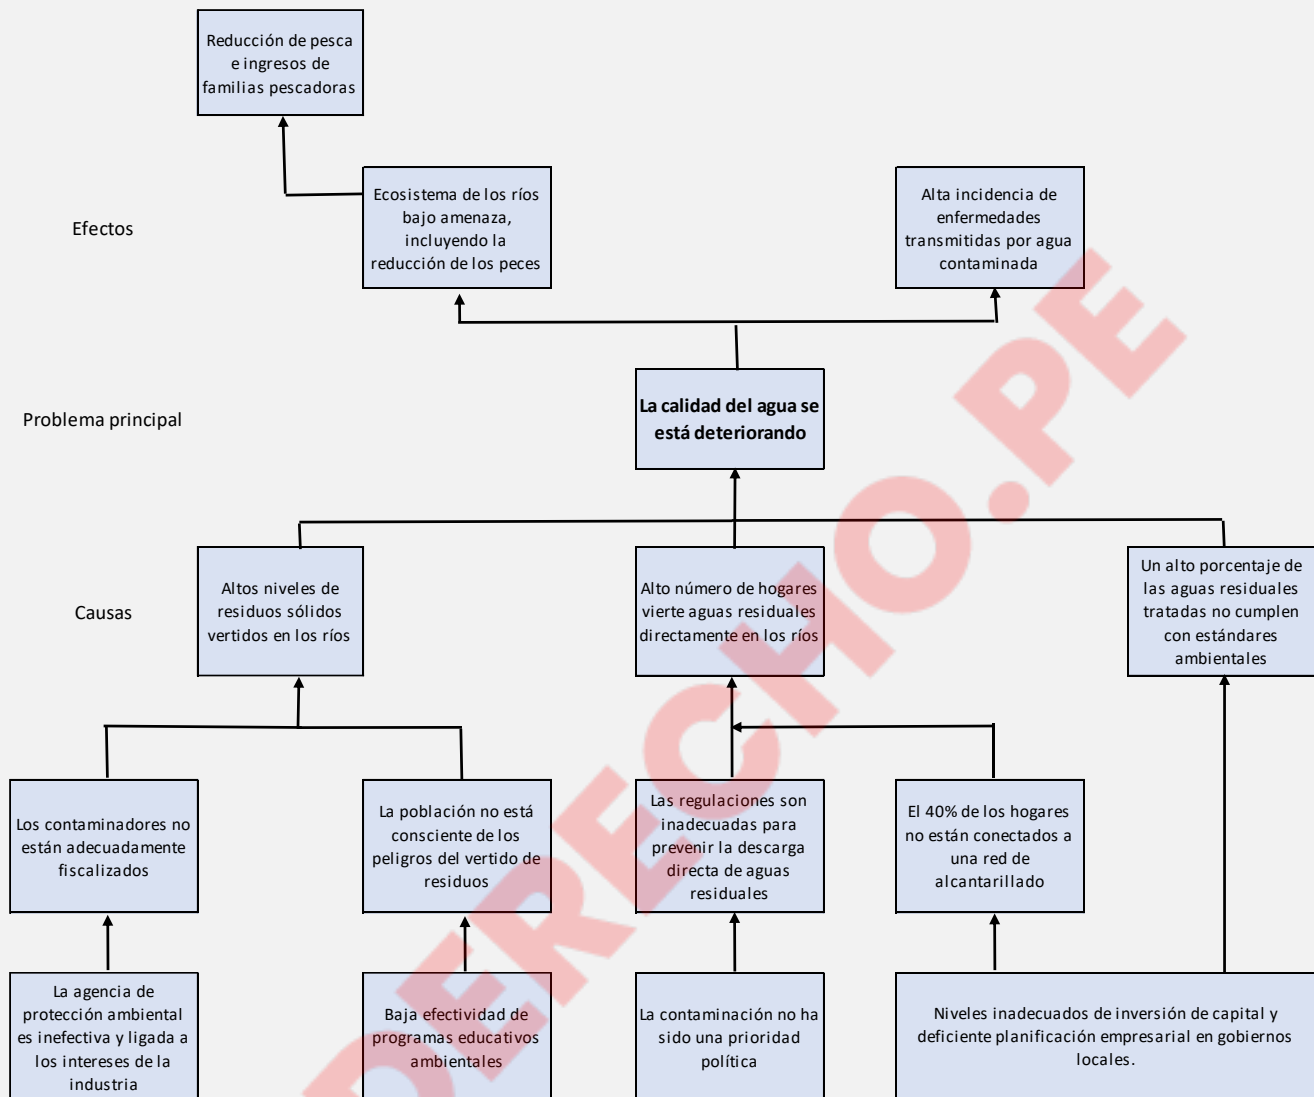 Reducción de pesca
e ingresos de
familias pescadoras
Efectos
Ecosistema de los ríos
bajo amenaza,
incluyendo la
reducción de los peces
Alta incidencia de
enfermedades
transmitidas por agua
contaminada
Problema principal
La calidad del agua se
está deteriorando
Causas
Altos niveles de
residuos sólidos
vertidos en los ríos
Alto número de hogares
vierte aguas residuales
directamente en los ríos
Un alto porcentaje de
las aguas residuales
tratadas no cumplen
con estándares
ambientales
Los contaminadores no
están adecuadamente
fiscalizados
La población no está
consciente de los
peligros del vertido de
residuos
Las regulaciones son
inadecuadas para
prevenir la descarga
directa de aguas
residuales
El 40% de los hogares
no están conectados a
una red de
alcantarillado
La agencia de
protección ambiental
es inefectiva y ligada a
los intereses de la
industria
Baja efectividad de
programas educativos
ambientales
La contaminación no ha
sido una prioridad
política
Niveles inadecuados de inversión de capital y
deficiente planificación empresarial en gobiernos
locales.
DERECHO.PE